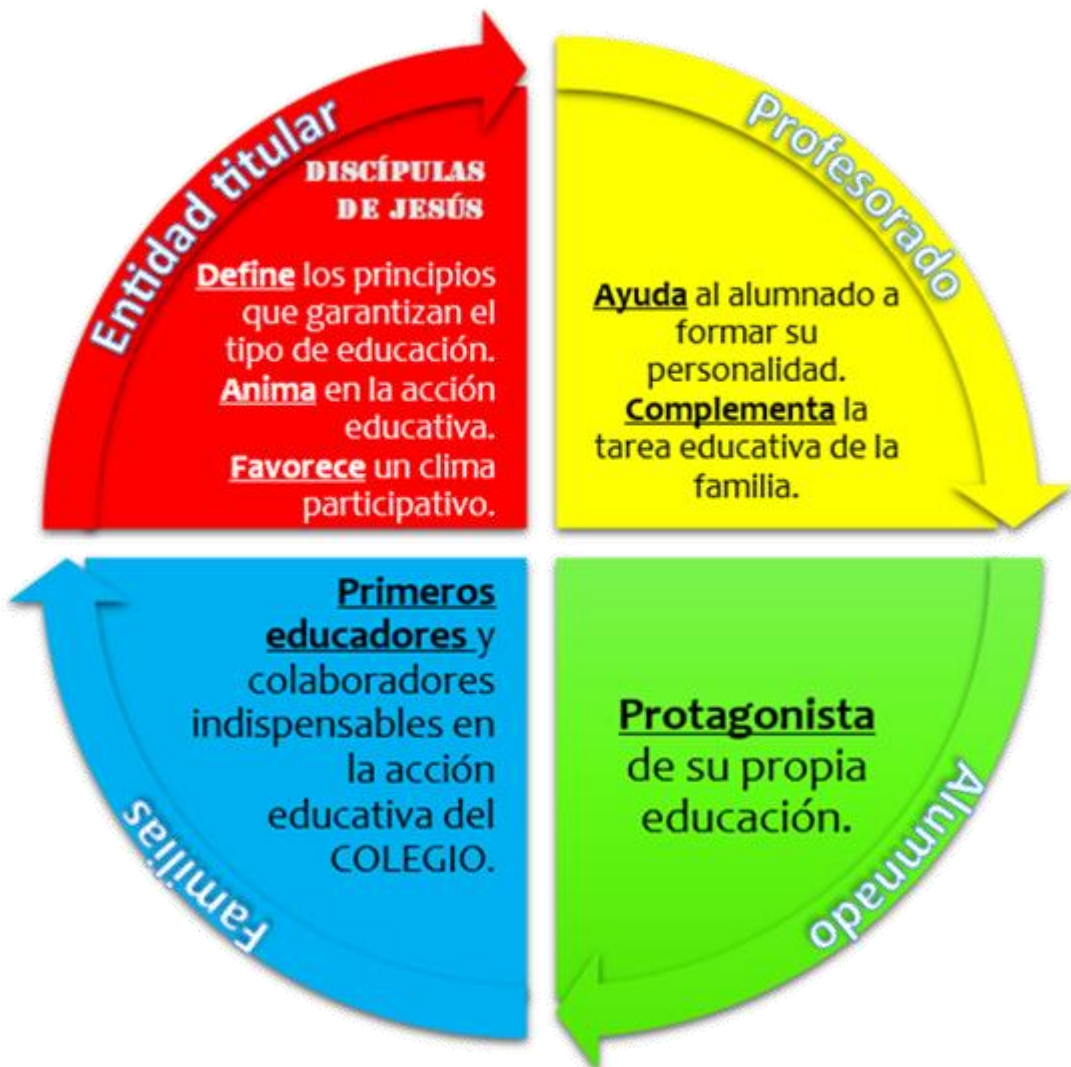 Entidad titular
DISCÍPULAS
DE JESÚS
Define los principios
que garantizan el
tipo de educación.
Anima en la acción
educativa.
Favorece un clima
participativo.
Profesorado
Ayuda al alumnado a
formar su
personalidad.
Complementa la
tarea educativa de la
familia.
Alumnado
Protagonista
de su propia
educación.
Familias
Primeros
educadores y
colaboradores
indispensables en
la acción
educativa del
COLEGIO.